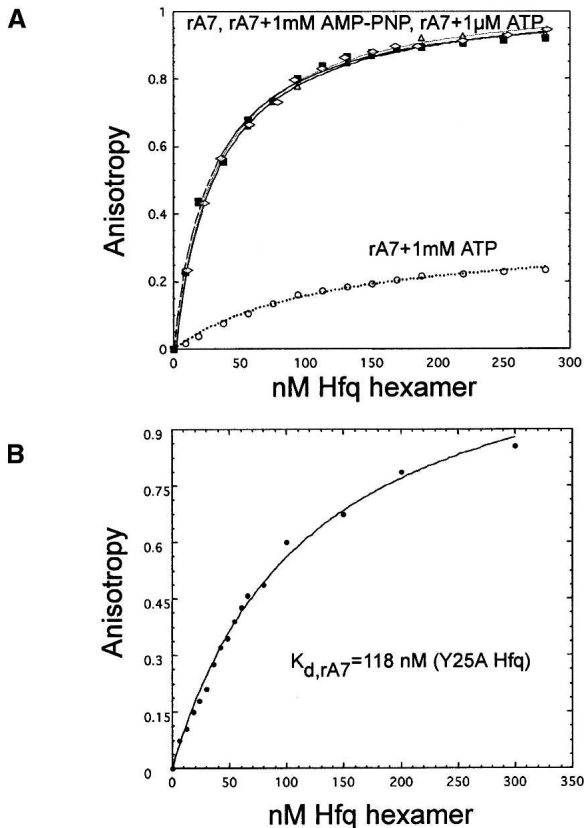 A
rA7, rA7+1mM AMP-PNP, rA7+1µM ATP
1
0.8
0.6
0.4
0.2
0
Anisotropy
rA7+1mM ATP
0 50 100 150 200 250 300
nM Hfq hexamer
B
0.9
0.75
0.6
0.45
0.3
0.15
0
Anisotropy
Kd,rA7=118 nM (Y25A Hfq)
0 50 100 150 200 250 300 350
nM Hfq hexamer